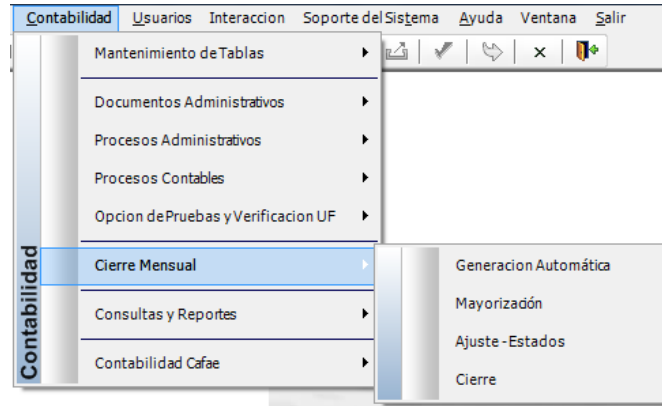 Contabilidad Usuarios Interaccion Soporte del Sistema Ayuda Ventana Salir
Mantenimiento de Tablas
Documentos Administrativos
Procesos Administrativos
Procesos Contables
Opcion de Pruebas y Verificacion UF
Cierre Mensual
Consultas y Reportes
Contabilidad Cafae
Contabilidad
Generacion Automática
Mayorización
Ajuste - Estados
Cierre